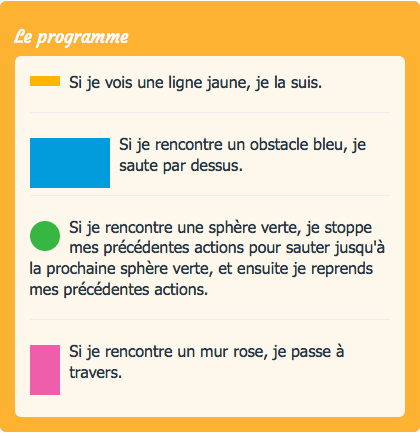 Le programme
Si je vois une ligne jaune, je la suis.
Si je rencontre un obstacle bleu, je
saute par dessus.
Si je rencontre une sphère verte, je stoppe
mes précédentes actions pour sauter jusqu'à
la prochaine sphère verte, et ensuite je reprends
mes précédentes actions.
Si je rencontre un mur rose, je passe à
travers.